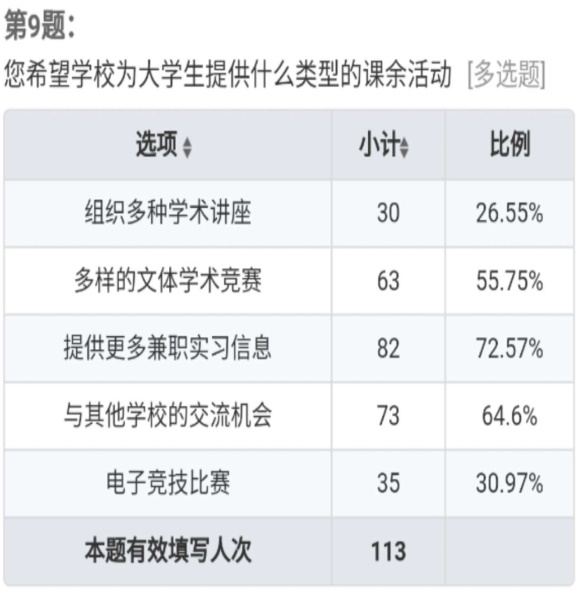 第9题：
您希望学校为大学生提供什么类型的课余活动 [多选题]
选项 小计 比例
组织多种学术讲座 30 26.55%
多样的文体学术竞赛 63 55.75%
提供更多兼职实习信息 82 72.57%
与其他学校的交流机会 73 64.6%
电子竞技比赛 35 30.97%
本题有效填写人次 113